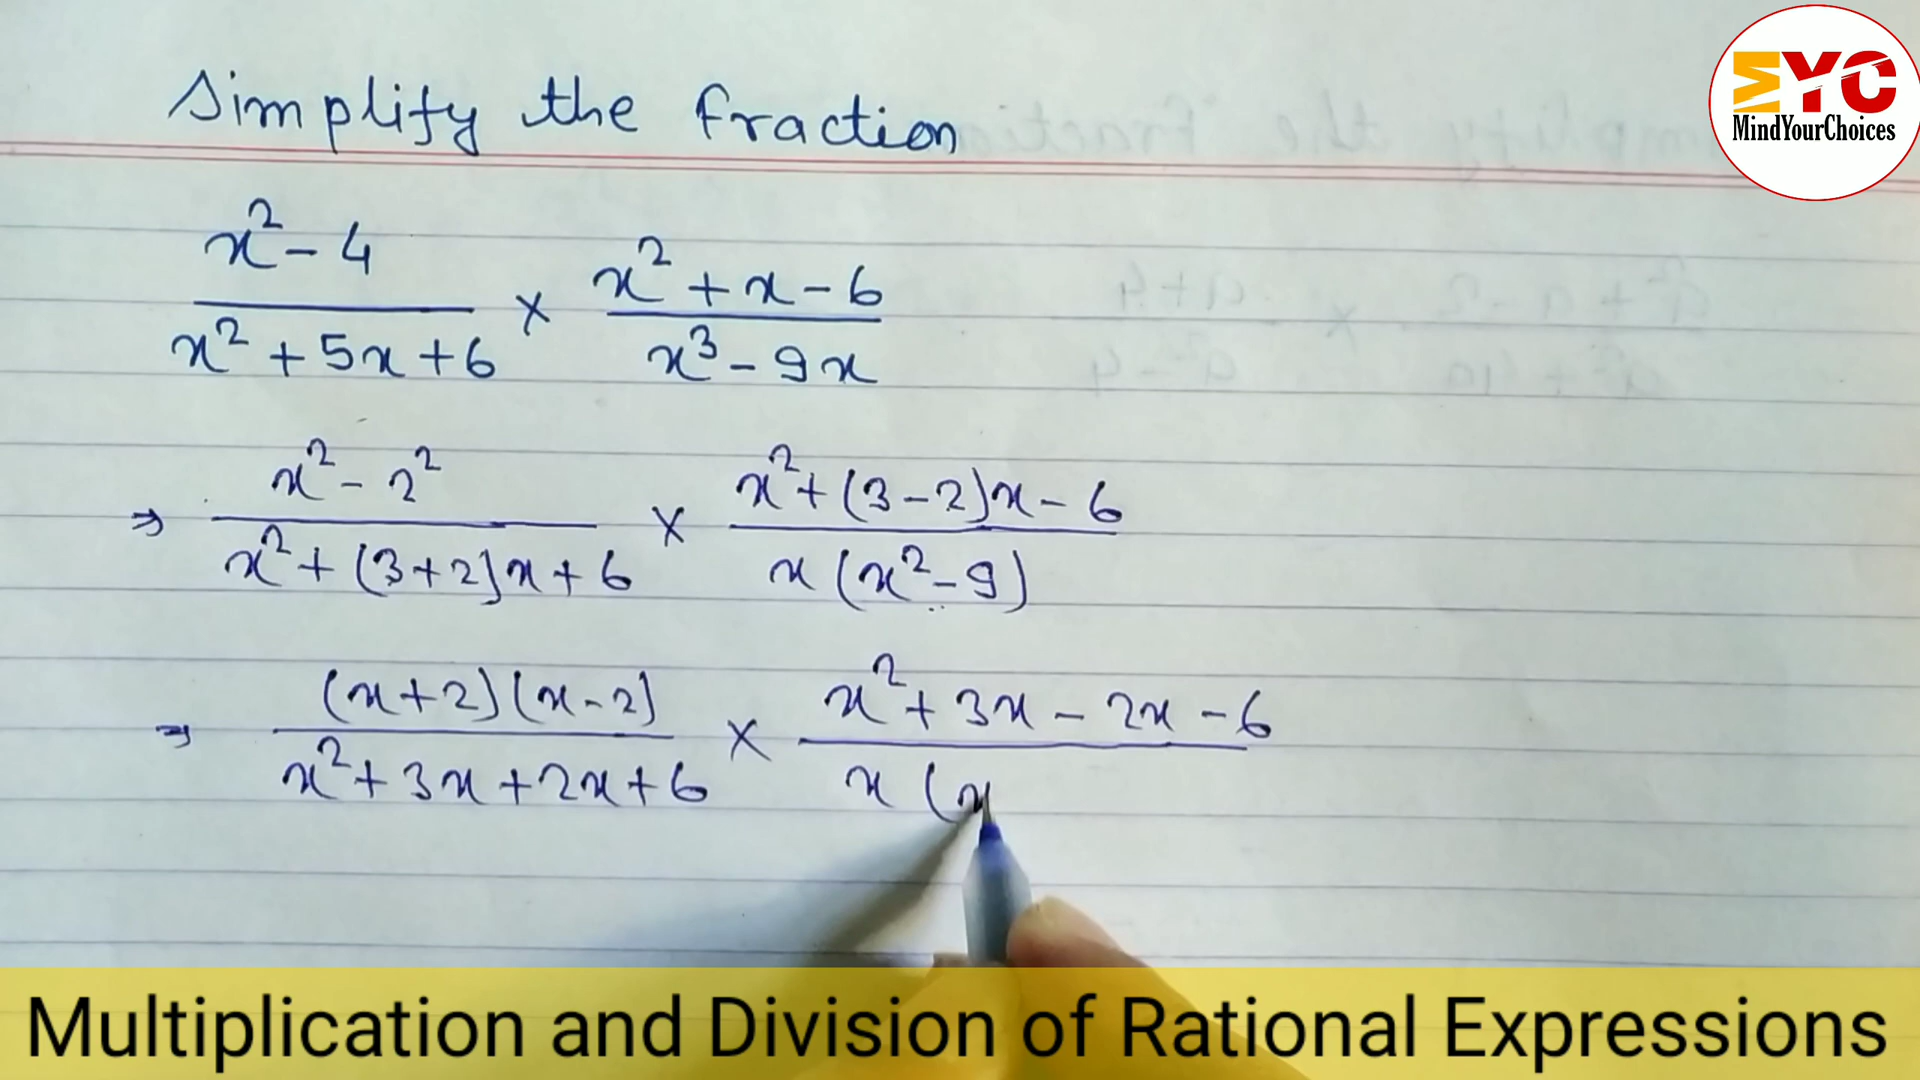 Simplify the fraction
MYC
MindYourChoices
x² - 4 / x² + 5x + 6 × x² + x - 6 / x³ - 9x
⇒ x² - 2² / x² + (3+2)x + 6 × x² + (3-2)x - 6 / x(x² - 9)
⇒ (x+2)(x-2) / x² + 3x + 2x + 6 × x² + 3x - 2x - 6 / x (x
Multiplication and Division of Rational Expressions